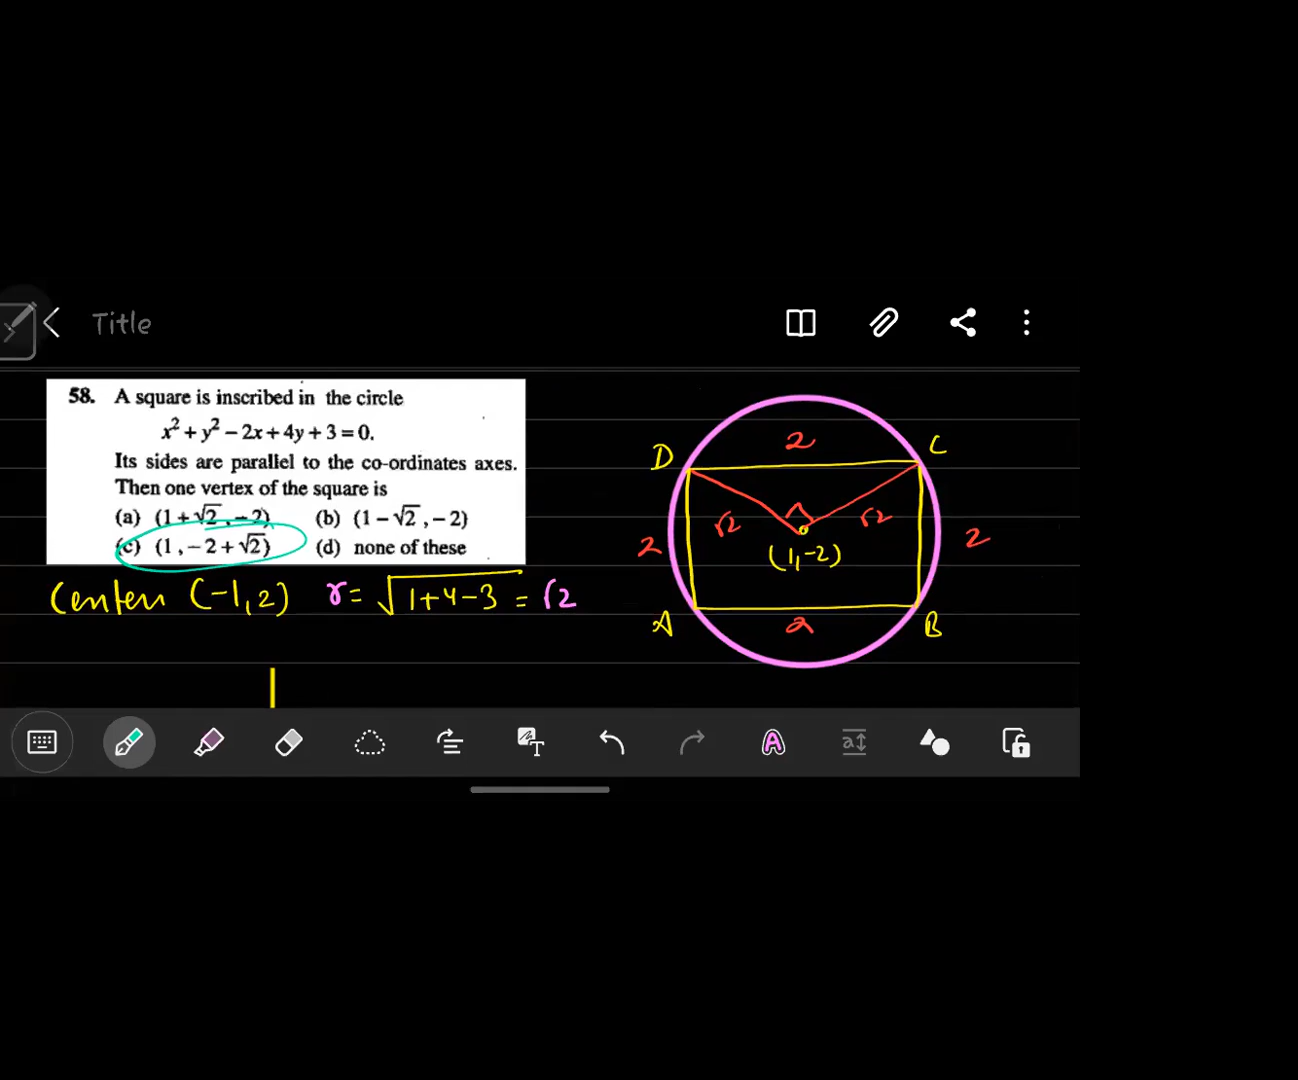 Title
58. A square is inscribed in the circle
x² + y² – 2x + 4y + 3 = 0.
Its sides are parallel to the co-ordinates axes.
Then one vertex of the square is
(a) (1 + √2, – 2) (b) (1 – √2, – 2)
(c) (1, – 2 + √2) (d) none of these
Centen (-1, 2) r = √1+4-3 = √2
D 2 C
√2 √2
2 (1, -2) 2
A 2 B
T
A
a